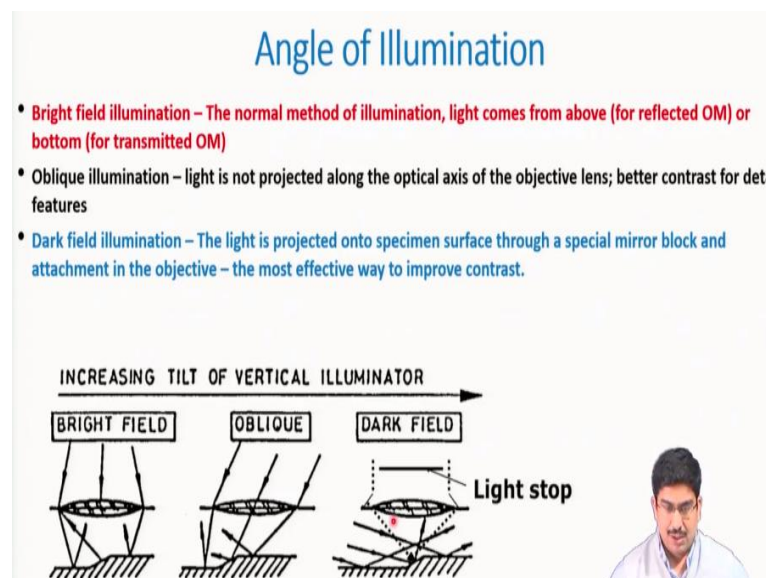 Angle of Illumination
• Bright field illumination – The normal method of illumination, light comes from above (for reflected OM) or
bottom (for transmitted OM)
• Oblique illumination – light is not projected along the optical axis of the objective lens; better contrast for det
features
• Dark field illumination – The light is projected onto specimen surface through a special mirror block and
attachment in the objective – the most effective way to improve contrast.
INCREASING TILT OF VERTICAL ILLUMINATOR
BRIGHT FIELD OBLIQUE DARK FIELD
Light stop